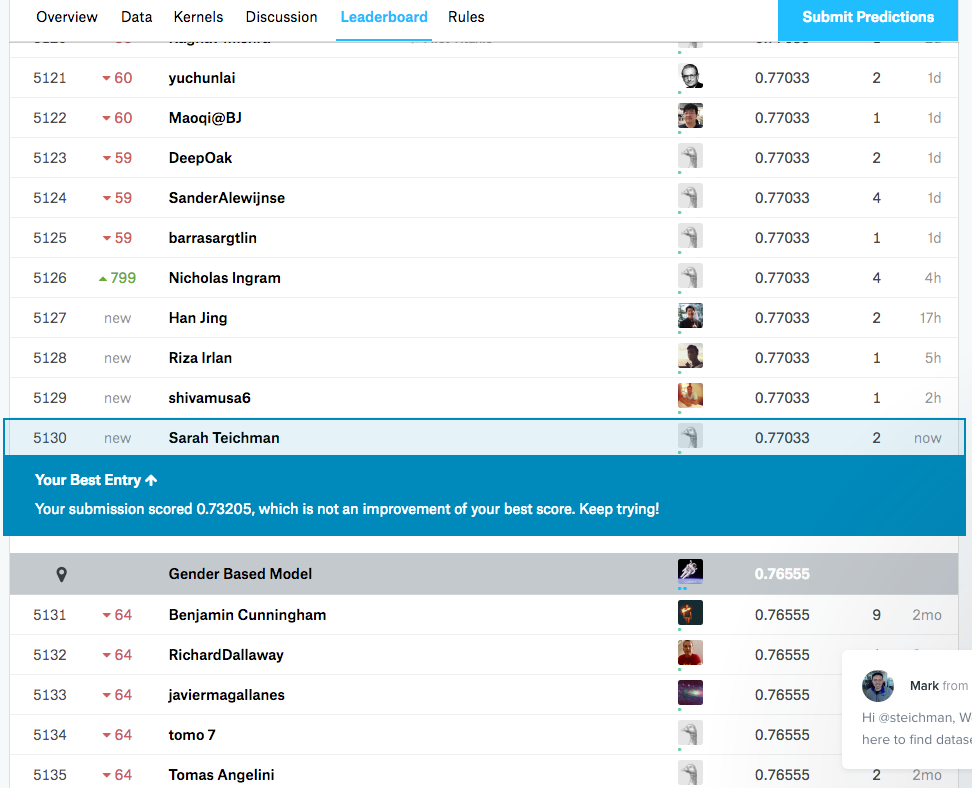 Overview Data Kernels Discussion Leaderboard Rules Submit Predictions
5121 60 yuchunlai 0.77033 2 1d
5122 60 Maoqi@BJ 0.77033 1 1d
5123 59 DeepOak 0.77033 2 1d
5124 59 SanderAlewijnse 0.77033 4 1d
5125 59 barrasargtlin 0.77033 1 1d
5126 799 Nicholas Ingram 0.77033 4 4h
5127 new Han Jing 0.77033 2 17h
5128 new Riza Irlan 0.77033 1 5h
5129 new shivamusa6 0.77033 1 2h
5130 new Sarah Teichman 0.77033 2 now
Your Best Entry
Your submission scored 0.73205, which is not an improvement of your best score. Keep trying!
Gender Based Model 0.76555
5131 64 Benjamin Cunningham 0.76555 9 2mo
5132 64 RichardDallaway 0.76555
5133 64 javiermagallanes 0.76555
5134 64 tomo 7 0.76555
5135 64 Tomas Angelini 0.76555 2 2mo
Mark from
Hi @steichman, W
here to find datas